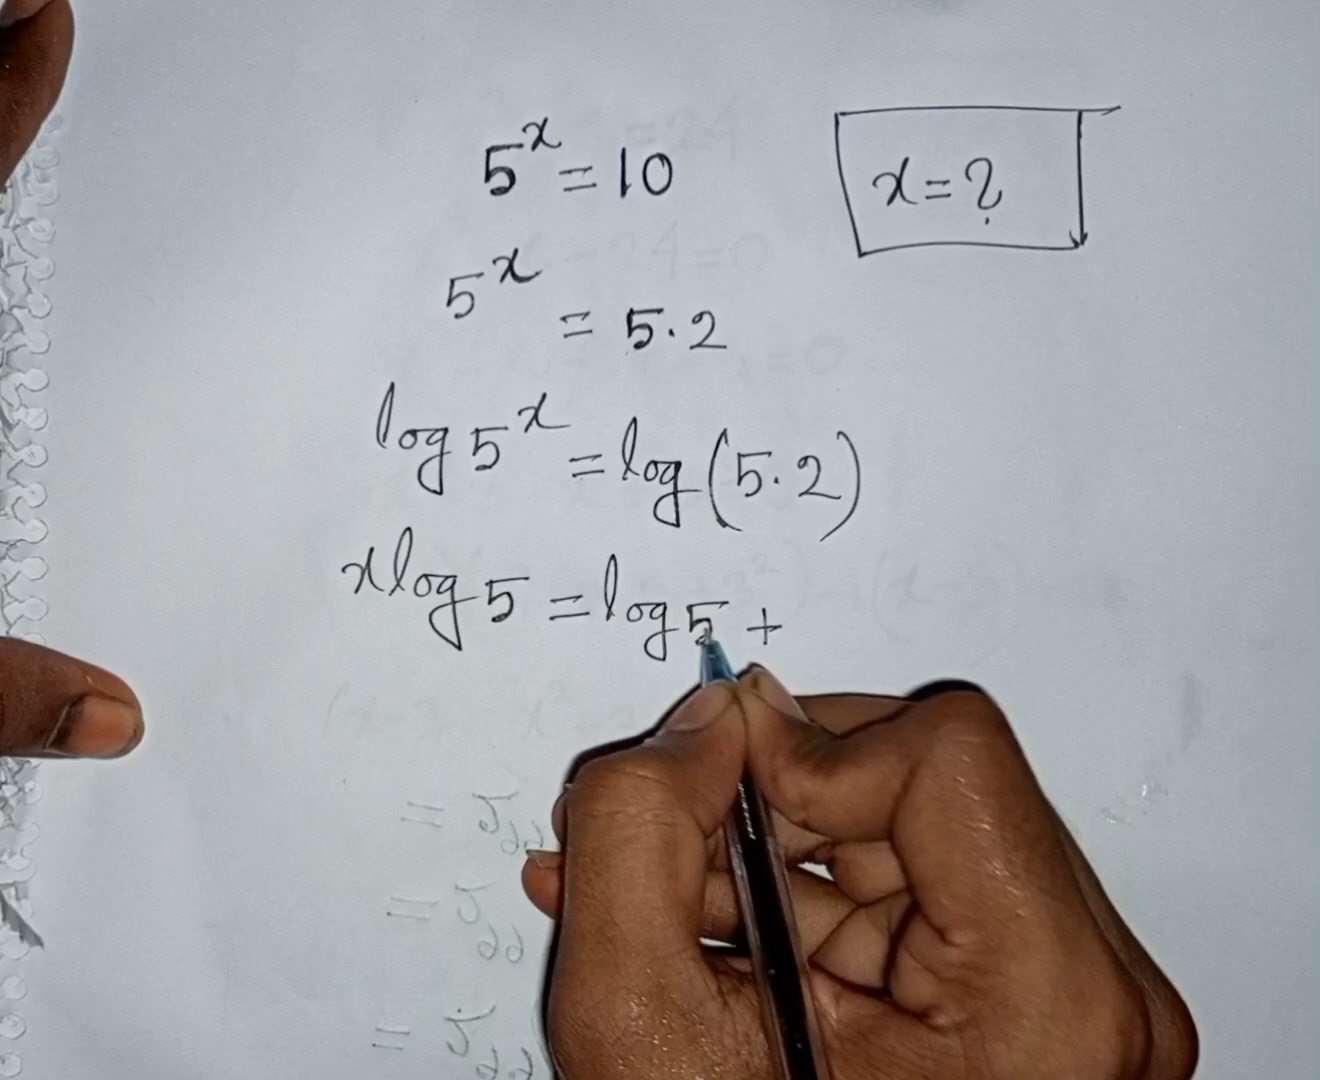 5^x = 10
x = ?
5^x = 5.2
log 5^x = log (5.2)
x log 5 = log 5 +